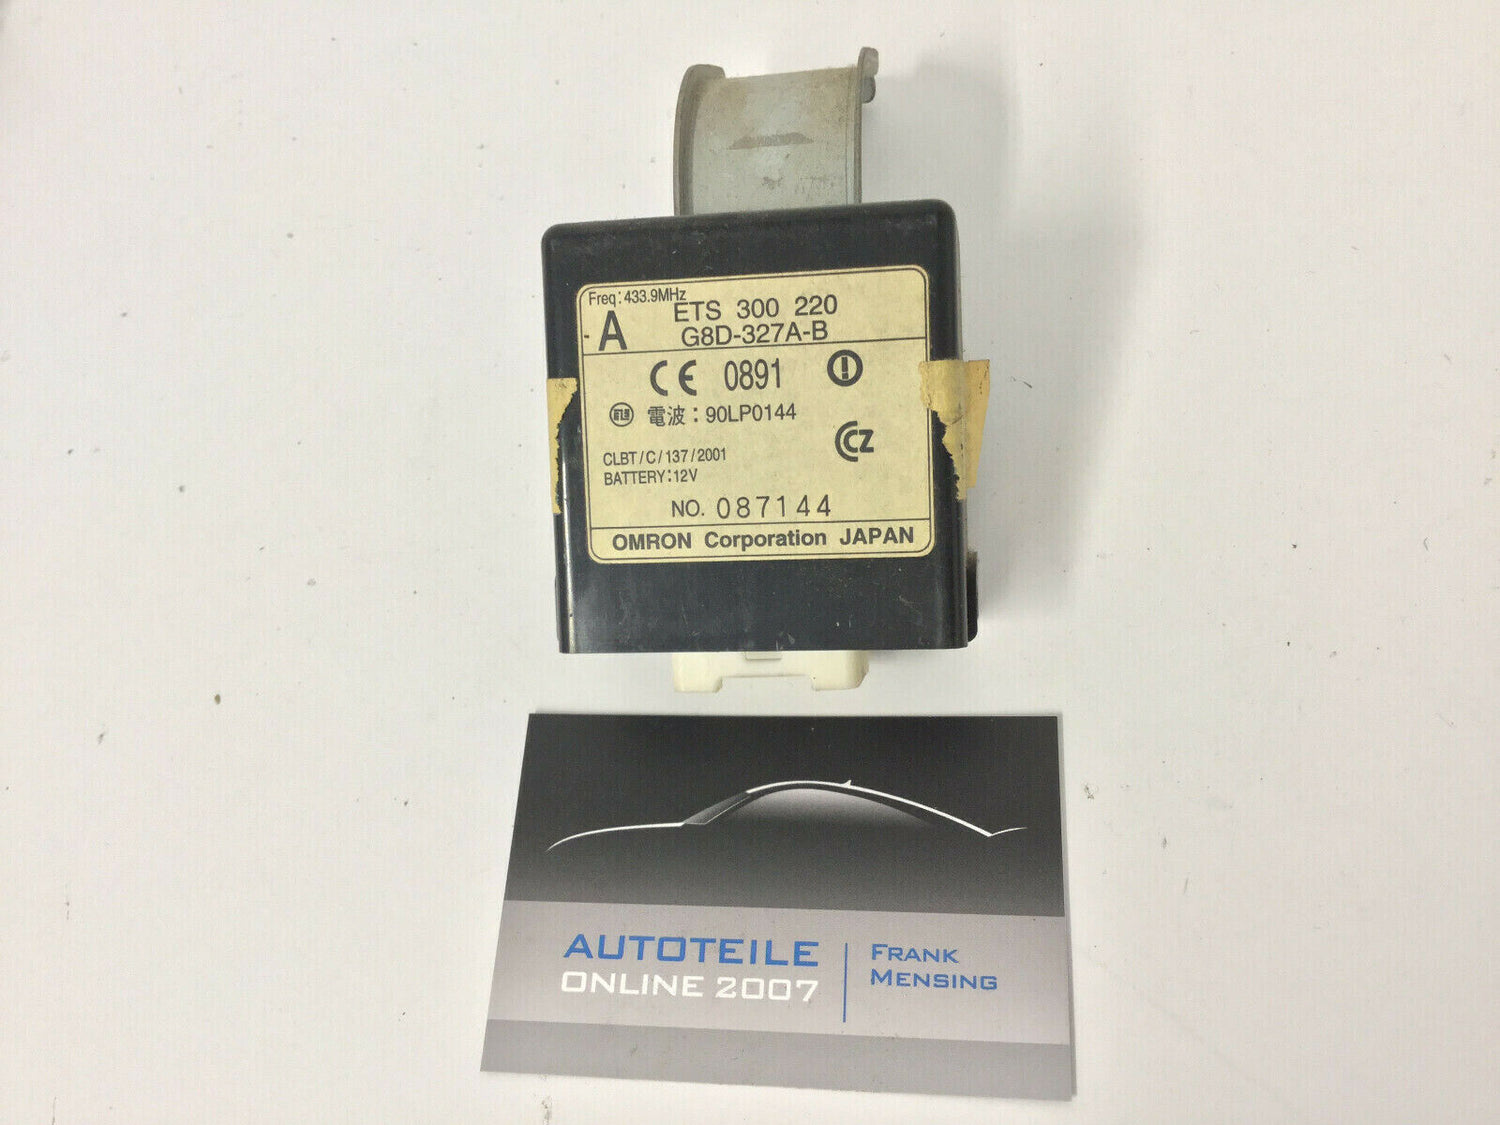 Freq:433.9MHz
A
ETS 300 220
G8D-327A-B
CE 0891
電波:90LP0144
CZ
CLBT/C/137/2001
BATTERY:12V
NO. 087144
OMRON Corporation JAPAN
AUTOTEILE
ONLINE 2007
FRANK
MENSING